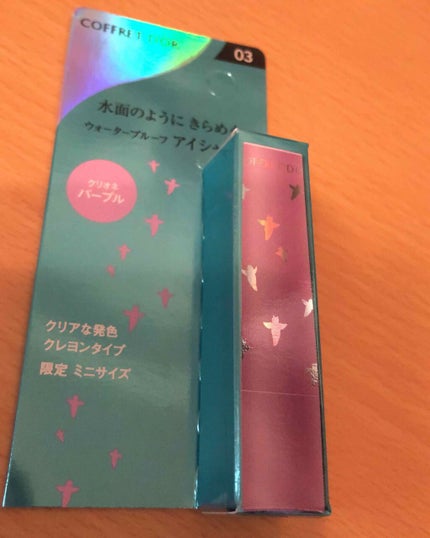 COFFRET D'OR
03
水面のように きらめく
ウォータープルーフ アイシ
クリオネ
パープル
クリアな発色
クレヨンタイプ
限定 ミニサイズ